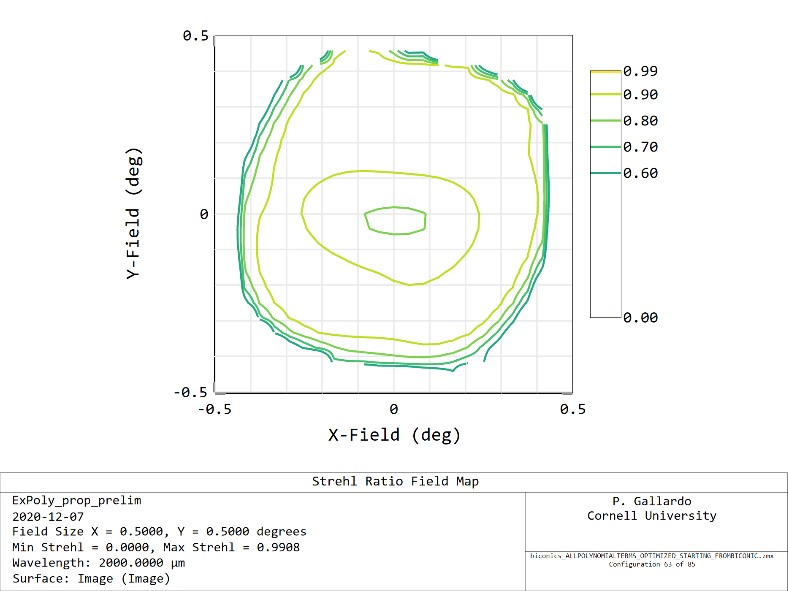 0.5
0
-0.5
Y-Field (deg)
-0.5 0 0.5
X-Field (deg)
0.99
0.90
0.80
0.70
0.60
0.00
Strehl Ratio Field Map
ExPoly_prop_prelim
2020-12-07
Field Size X = 0.5000, Y = 0.5000 degrees
Min Strehl = 0.0000, Max Strehl = 0.9908
Wavelength: 2000.0000 µm
Surface: Image (Image)
P. Gallardo
Cornell University
biconics_ALLPOLYNOMIALTERMS_OPTIMIZED_STARTING_FROMBICONIC.zmx
Configuration 63 of 85